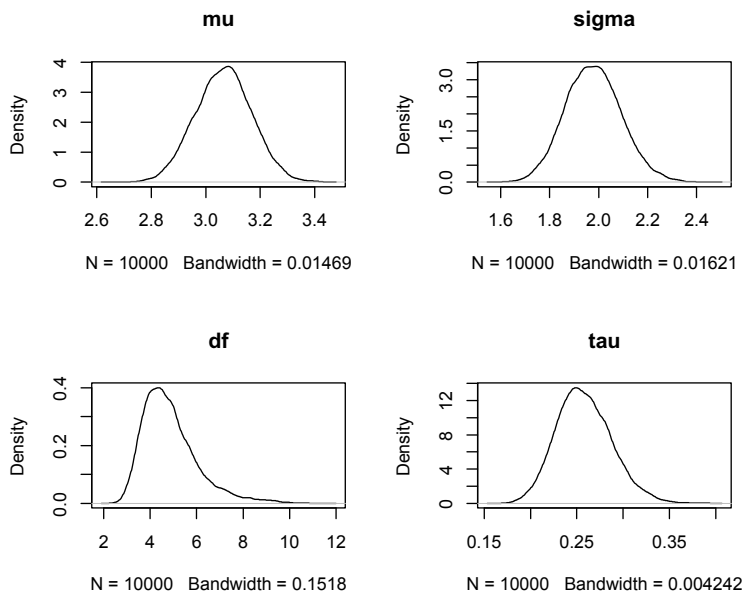 mu
Density
0 1 2 3 4
2.6 2.8 3.0 3.2 3.4
N = 10000 Bandwidth = 0.01469
sigma
Density
0.0 1.5 3.0
1.6 1.8 2.0 2.2 2.4
N = 10000 Bandwidth = 0.01621
df
Density
0.0 0.2 0.4
2 4 6 8 10 12
N = 10000 Bandwidth = 0.1518
tau
Density
0 4 8 12
0.15 0.25 0.35
N = 10000 Bandwidth = 0.004242